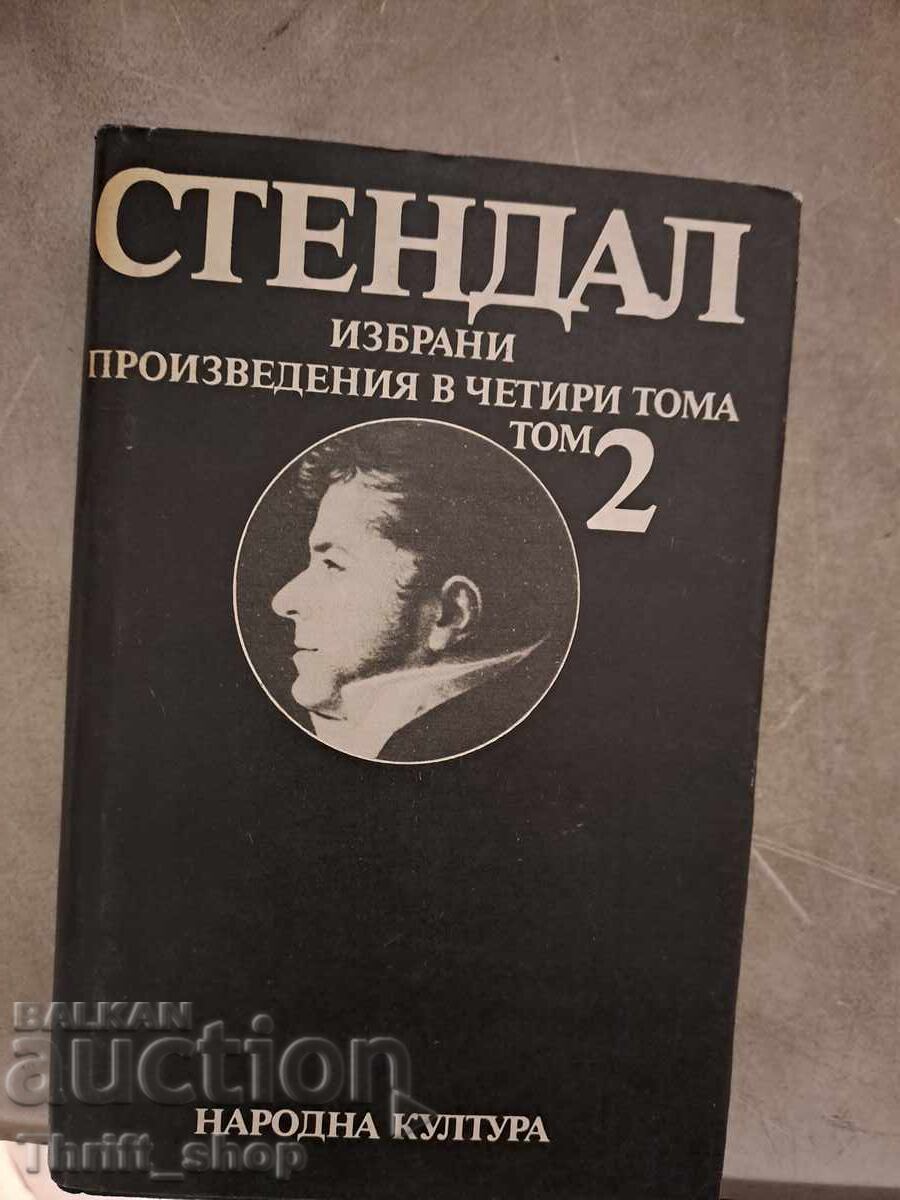 СТЕНДАЛ
ИЗБРАНИ
ПРОИЗВЕДЕНИЯ В ЧЕТИРИ ТОМА
ТОМ 2
BALKAN
auction
НАРОДНА КУЛТУРА
Thrift_shop